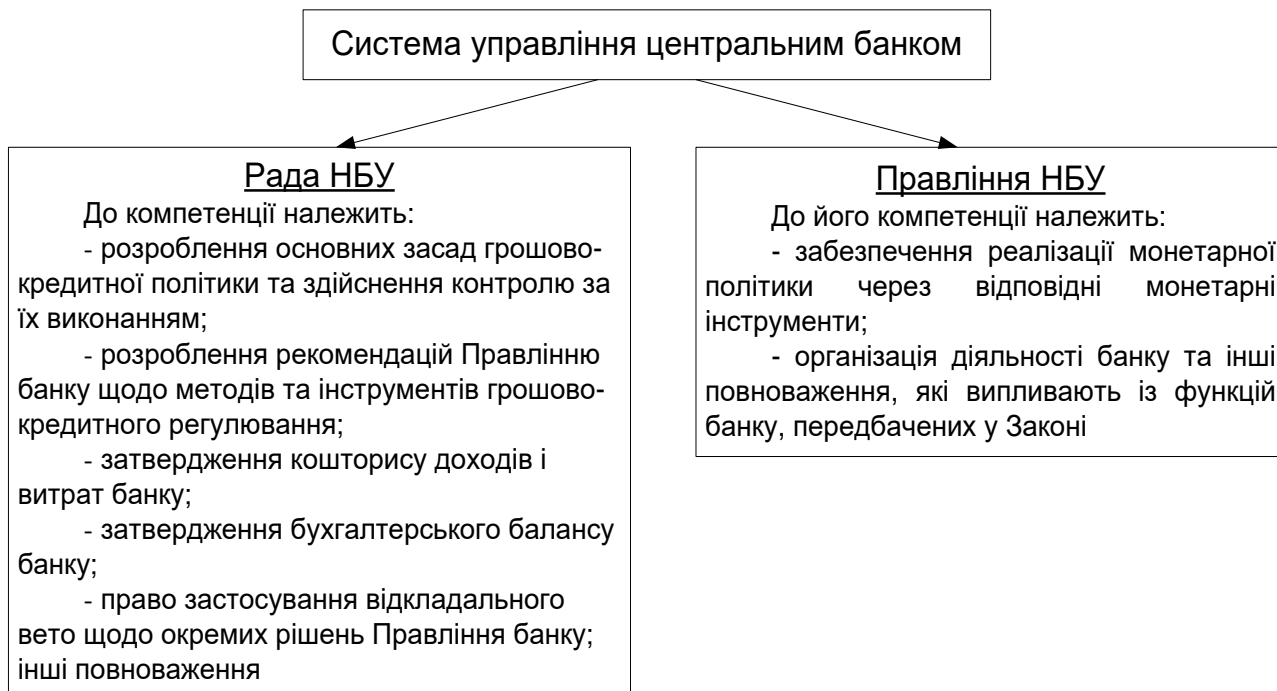 Система управління центральним банком
Рада НБУ
До компетенції належить:
- розроблення основних засад грошово-
кредитної політики та здійснення контролю за
їх виконанням;
- розроблення рекомендацій Правлінню
банку щодо методів та інструментів грошово-
кредитного регулювання;
- затвердження кошторису доходів і
витрат банку;
- затвердження бухгалтерського балансу
банку;
- право застосування відкладального
вето щодо окремих рішень Правління банку;
інші повноваження
Правління НБУ
До його компетенції належить:
- забезпечення реалізації монетарної
політики через відповідні монетарні
інструменти;
- організація діяльності банку та інші
повноваження, які випливають із функцій
банку, передбачених у Законі